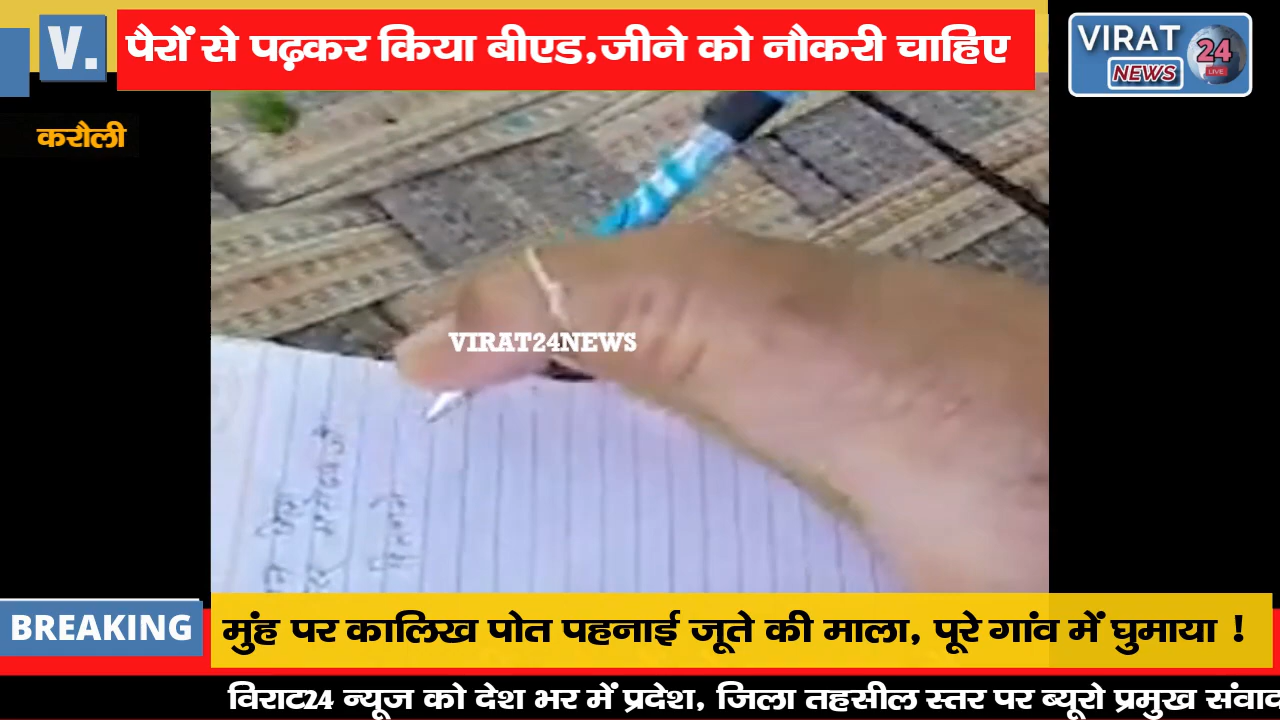 V.
पैरों से पढ़कर किया बीएड,जीने को नौकरी चाहिए
VIRAT
24
NEWS
LIVE
करौली
VIRAT24NEWS
BREAKING
मुंह पर कालिख पोत पहनाई जूते की माला, पूरे गांव में घुमाया !
विराट24 न्यूज को देश भर में प्रदेश, जिला तहसील स्तर पर ब्यूरो प्रमुख